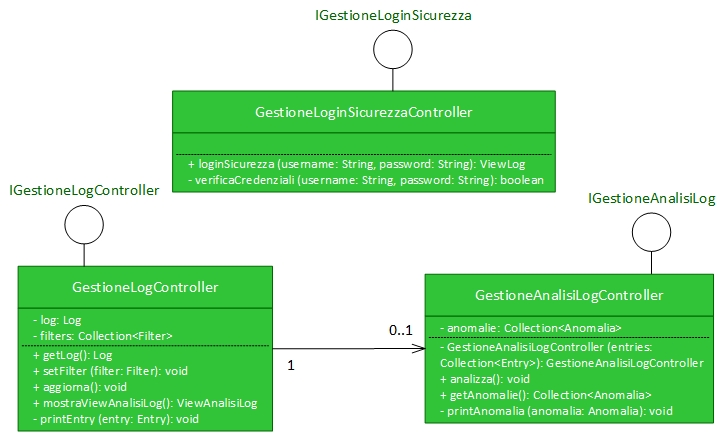 IGestioneLoginSicurezza
GestioneLoginSicurezzaController
+ loginSicurezza (username: String, password: String): ViewLog
- verificaCredenziali (username: String, password: String): boolean
IGestioneLogController
GestioneLogController
- log: Log
- filters: Collection<Filter>
+ getLog(): Log
+ setFilter (filter: Filter): void
+ aggiorna(): void
+ mostraViewAnalisiLog(): ViewAnalisiLog
- printEntry (entry: Entry): void
1
0..1
IGestioneAnalisiLog
GestioneAnalisiLogController
- anomalie: Collection<Anomalia>
- GestioneAnalisiLogController (entries:
Collection<Entry>): GestioneAnalisiLogController
+ analizza(): void
+ getAnomalie(): Collection<Anomalia>
- printAnomalia (anomalia: Anomalia): void